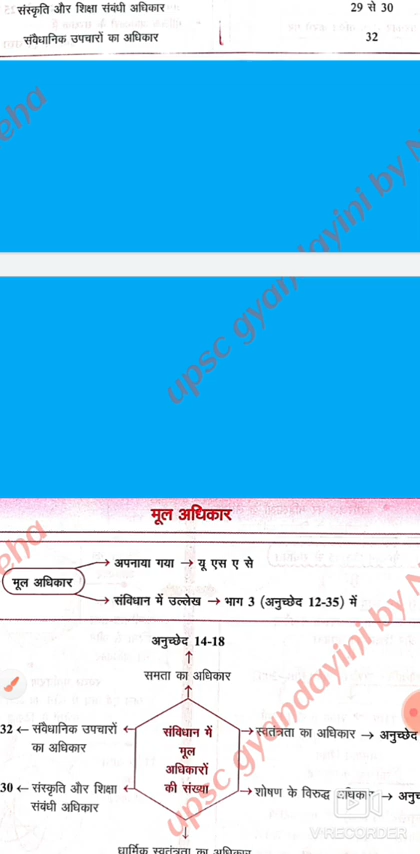 संस्कृति और शिक्षा संबंधी अधिकार 29 से 30
संवैधानिक उपचारों का अधिकार 32
upsc gyandayini by
मूल अधिकार
मूल अधिकार
अपनाया गया → यू एस ए से
संविधान में उल्लेख → भाग 3 (अनुच्छेद 12-35) में
अनुच्छेद 14-18
समता का अधिकार
32 ← संवैधानिक उपचारों का अधिकार
संविधान में मूल अधिकारों की संख्या
स्वतंत्रता का अधिकार → अनुच्छेद
30 ← संस्कृति और शिक्षा संबंधी अधिकार
शोषण के विरुद्ध अधिकार →
धार्मिक स्वतंत्रता का अधिकार
upsc gyandayini by
V RECORDER